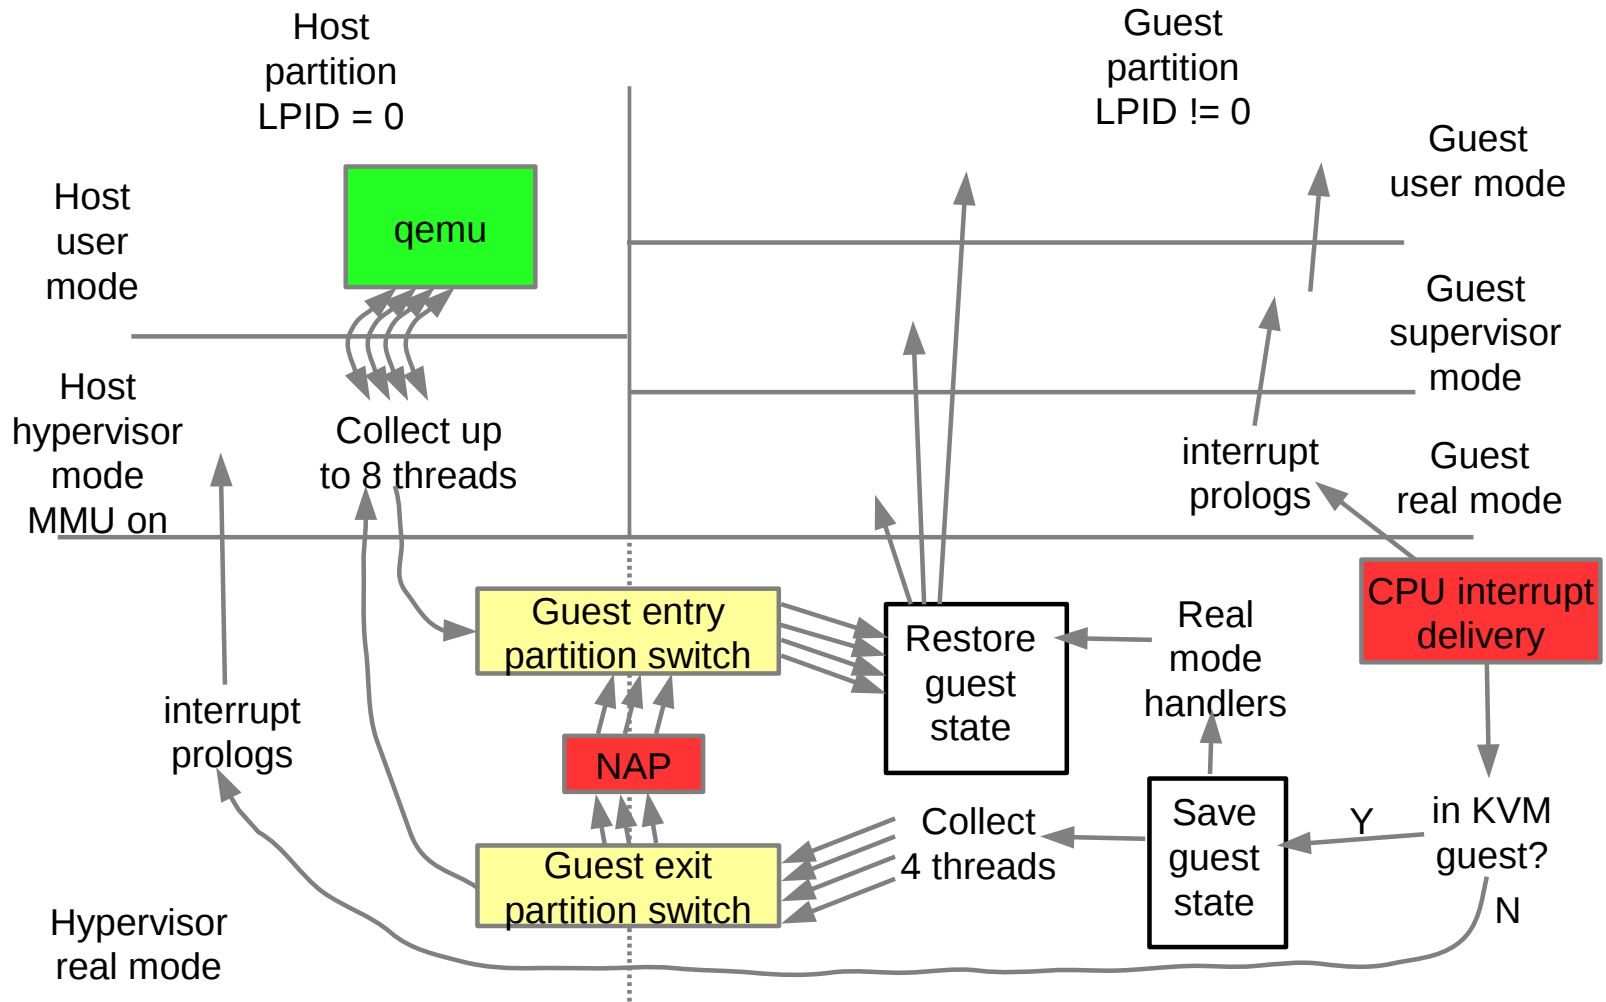 Host
partition
LPID = 0
Guest
partition
LPID != 0
Guest
user mode
Host
user
mode
qemu
Guest
supervisor
mode
Host
hypervisor
mode
MMU on
Collect up
to 8 threads
interrupt
prologs
Guest
real mode
CPU interrupt
delivery
Guest entry
partition switch
Restore
guest
state
Real
mode
handlers
interrupt
prologs
NAP
Save
guest
state
in KVM
guest?
Y
N
Collect
4 threads
Guest exit
partition switch
Hypervisor
real mode